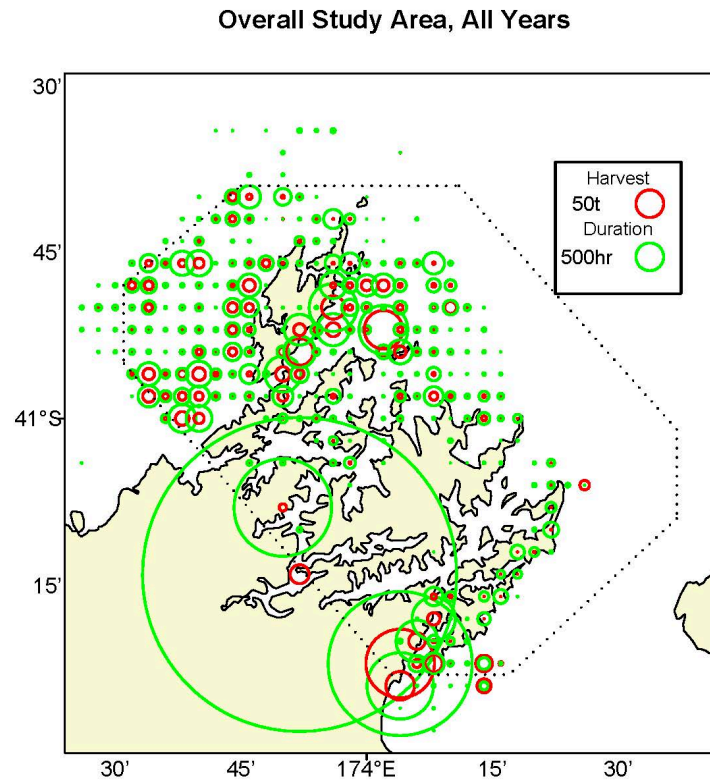 Overall Study Area, All Years
30'
45'
41°S
15'
Harvest
50t
Duration
500hr
30'
45'
174°E
15'
30'